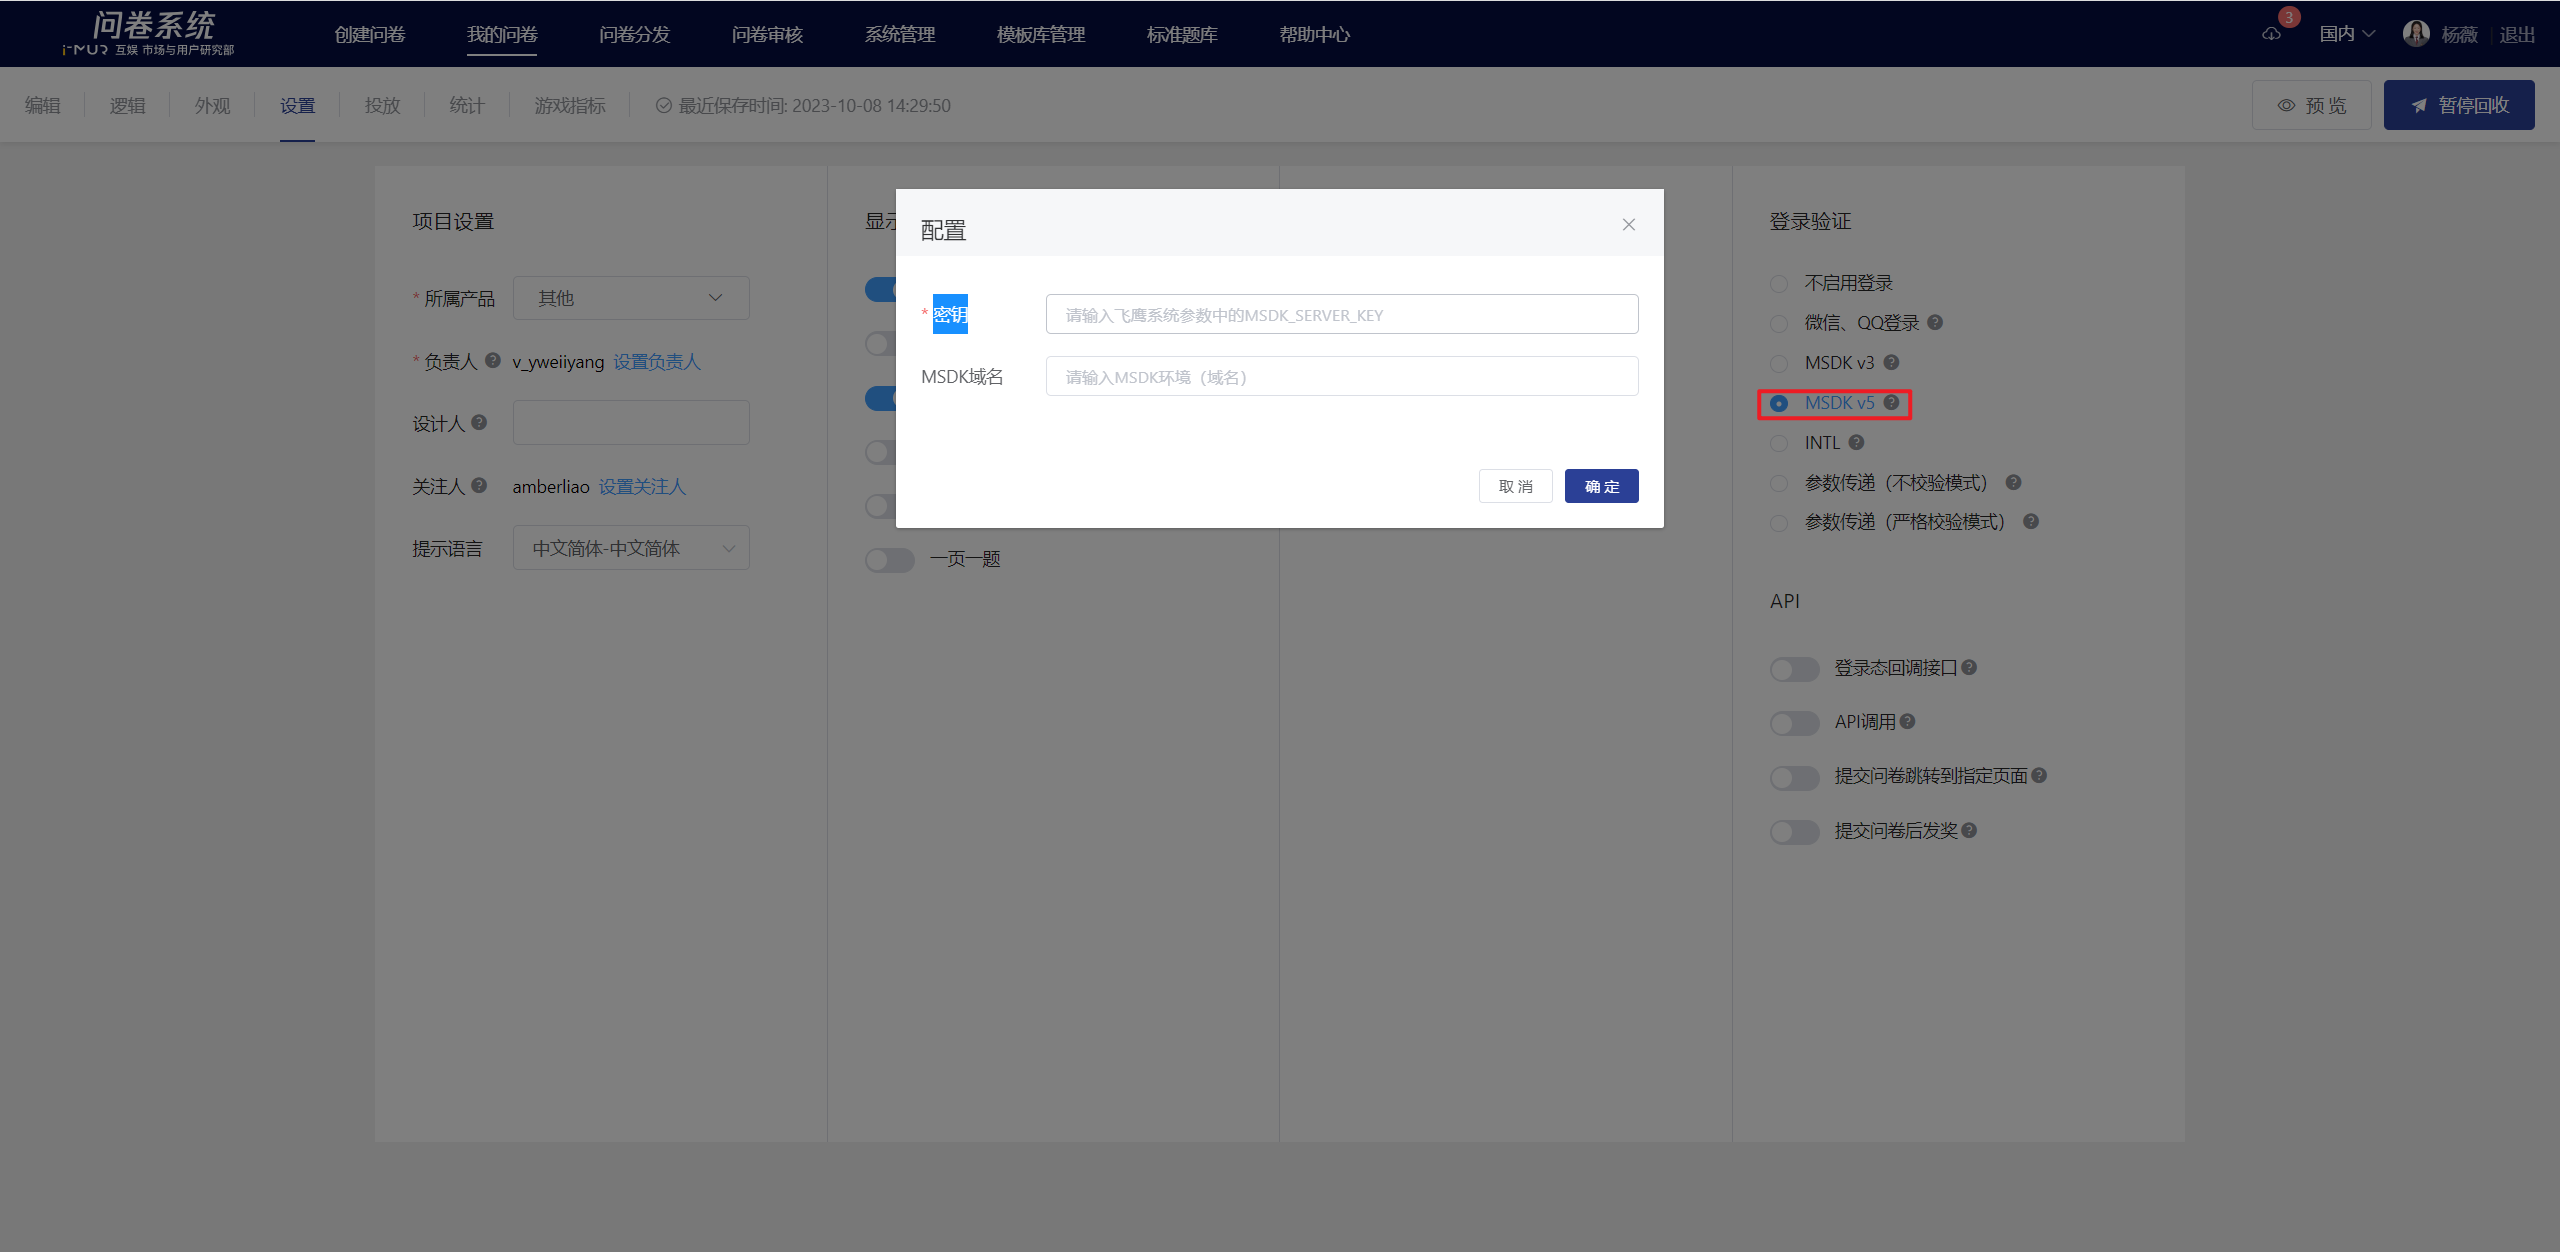 问卷系统
i-MUR 互娱 市场与用户研究部
创建问卷 我的问卷 问卷分发 问卷审核 系统管理 模板库管理 标准题库 帮助中心
3
国内 杨薇 退出
编辑 逻辑 外观 设置 投放 统计 游戏指标 最近保存时间: 2023-10-08 14:29:50
预 览 暂停回收
项目设置
* 所属产品 其他
* 负责人 v_yweiiyang 设置负责人
设计人
关注人 amberliao 设置关注人
提示语言 中文简体-中文简体
显示
一页一题
配置
* 密钥 请输入飞鹰系统参数中的MSDK_SERVER_KEY
MSDK域名 请输入MSDK环境（域名）
取 消 确 定
登录验证
不启用登录
微信、QQ登录
MSDK v3
MSDK v5
INTL
参数传递（不校验模式）
参数传递（严格校验模式）
API
登录态回调接口
API调用
提交问卷跳转到指定页面
提交问卷后发奖